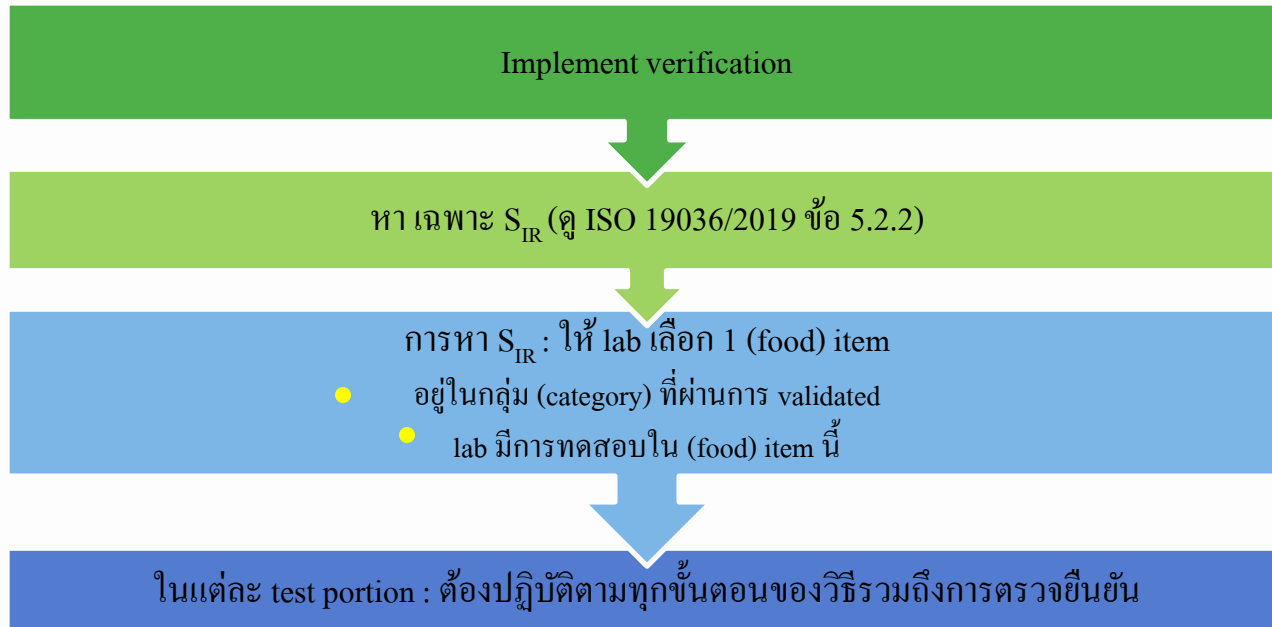 Implement verification
หา เฉพาะ SIR (ดู ISO 19036/2019 ข้อ 5.2.2)
การหา SIR : ให้ lab เลือก 1 (food) item
อยู่ในกลุ่ม (category) ที่ผ่านการ validated
lab มีการทดสอบใน (food) item นี้
ในแต่ละ test portion : ต้องปฏิบัติตามทุกขั้นตอนของวิธีรวมถึงการตรวจยืนยัน